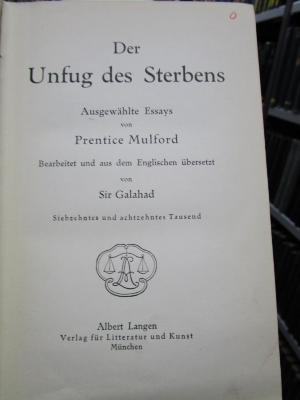 Der
Unfug des Sterbens
Ausgewählte Essays
von
Prentice Mulford
Bearbeitet und aus dem Englischen übersetzt
von
Sir Galahad
Siebzehntes und achtzehntes Tausend
Albert Langen
Verlag für Litteratur und Kunst
München